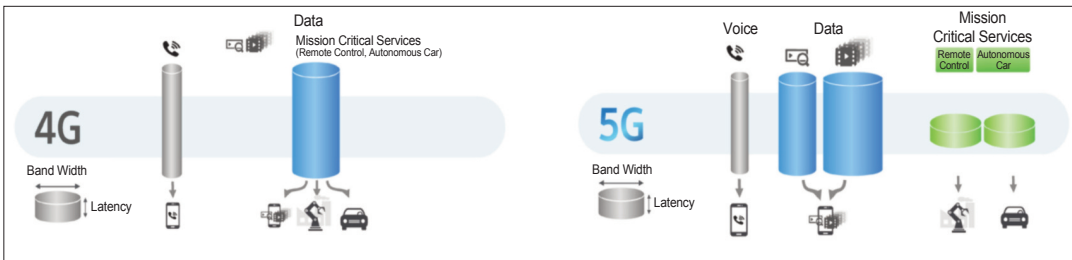 Data
Mission Critical Services
(Remote Control, Autonomous Car)
4G
Band Width
Latency
Voice
Data
Mission
Critical Services
Remote
Control
Autonomous
Car
5G
Band Width
Latency